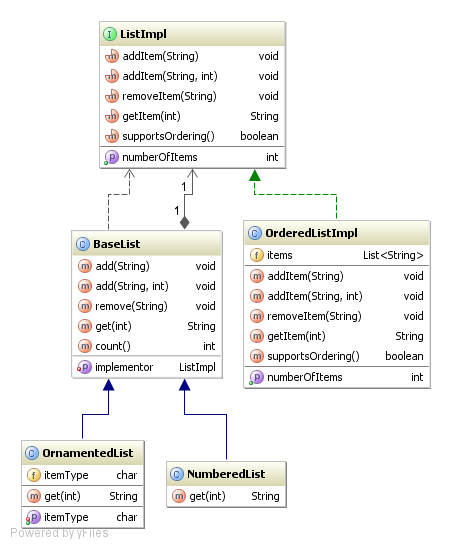 I ListImpl
m addItem(String) void
m addItem(String, int) void
m removeItem(String) void
m getItem(int) String
m supportsOrdering() boolean
p numberOfItems int
1
1
C BaseList
m add(String) void
m add(String, int) void
m remove(String) void
m get(int) String
m count() int
p implementor ListImpl
C OrderedListImpl
f items List<String>
m addItem(String) void
m addItem(String, int) void
m removeItem(String) void
m getItem(int) String
m supportsOrdering() boolean
p numberOfItems int
C OrnamentedList
f itemType char
m get(int) String
p itemType char
C NumberedList
m get(int) String
Powered by yFiles